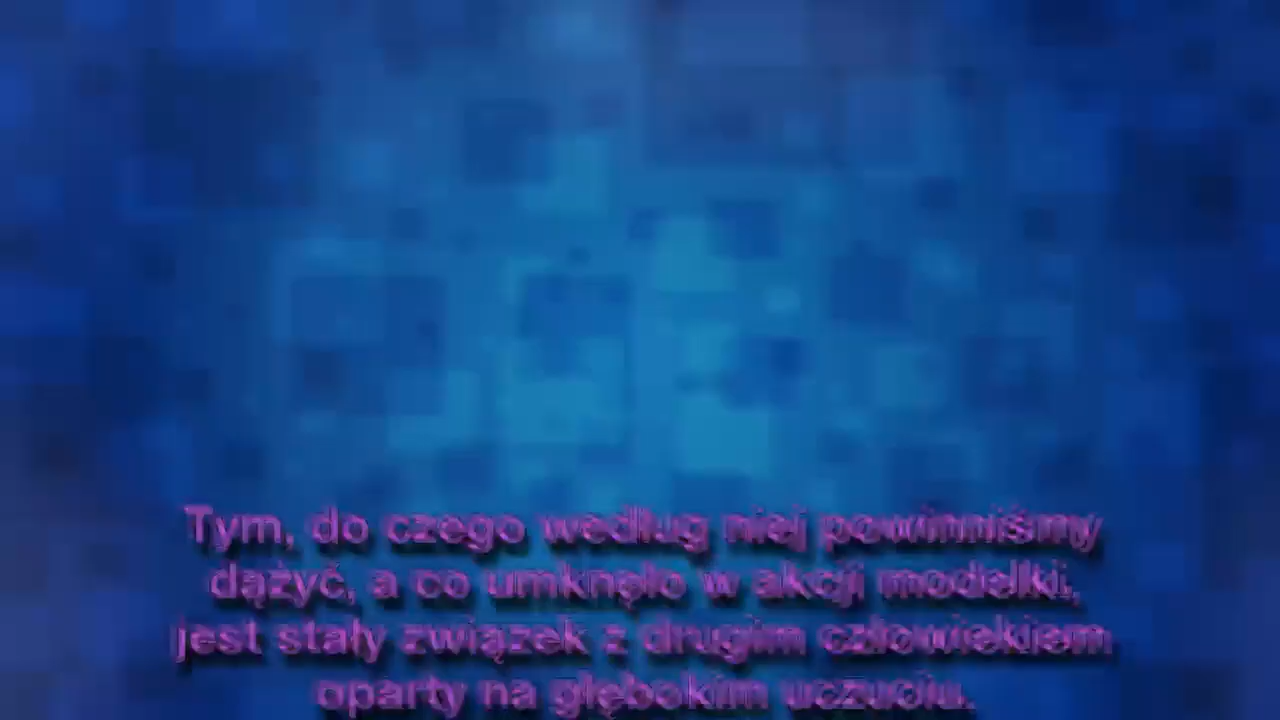 Tym, do czego według niej powinniśmy
dążyć, a co umknęło w akcji modelki,
jest stały związek z drugim człowiekiem
oparty na głębokim uczuciu.